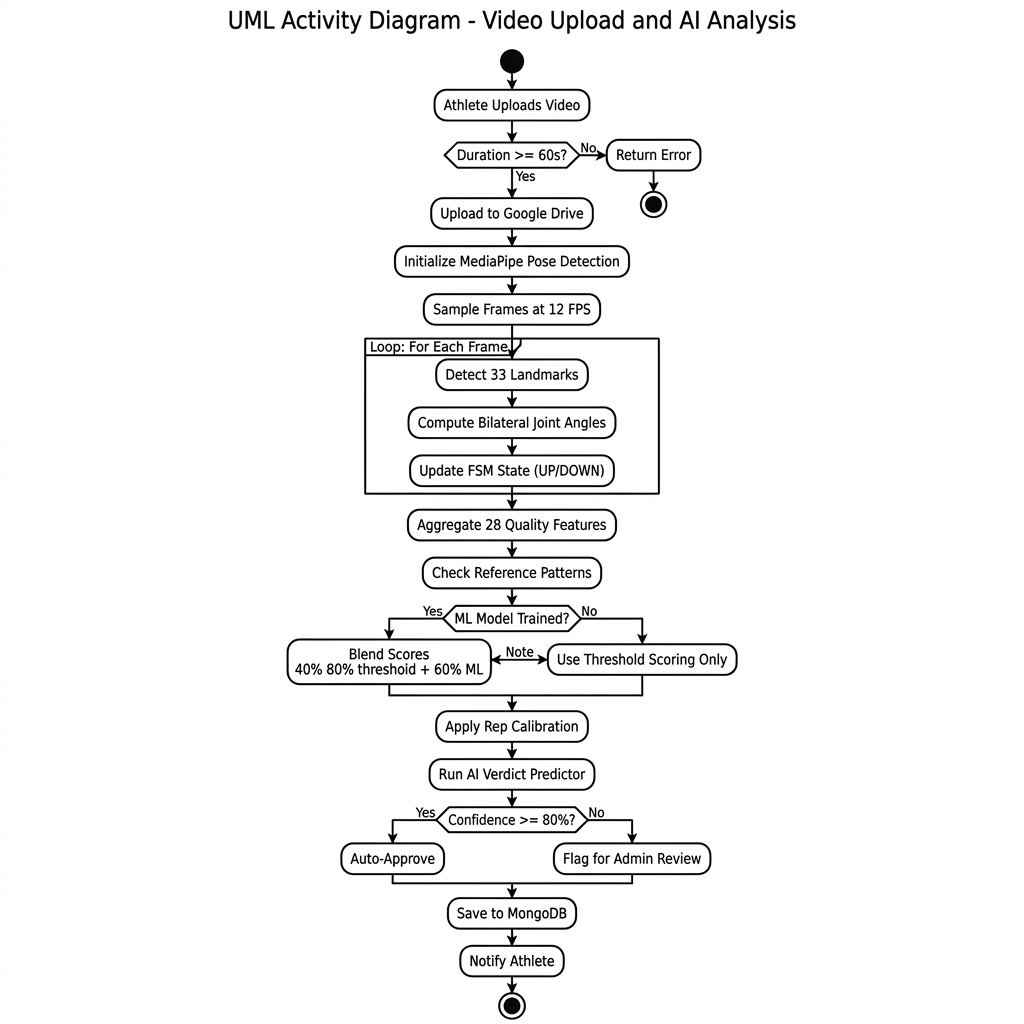 UML Activity Diagram - Video Upload and AI Analysis
Athlete Uploads Video
Duration >= 60s?
No
Return Error
Yes
Upload to Google Drive
Initialize MediaPipe Pose Detection
Sample Frames at 12 FPS
Loop: For Each Frame
Detect 33 Landmarks
Compute Bilateral Joint Angles
Update FSM State (UP/DOWN)
Aggregate 28 Quality Features
Check Reference Patterns
Yes
ML Model Trained?
No
Blend Scores
40% 80% threshold + 60% ML
Note
Use Threshold Scoring Only
Apply Rep Calibration
Run AI Verdict Predictor
Yes
Confidence >= 80%?
No
Auto-Approve
Flag for Admin Review
Save to MongoDB
Notify Athlete